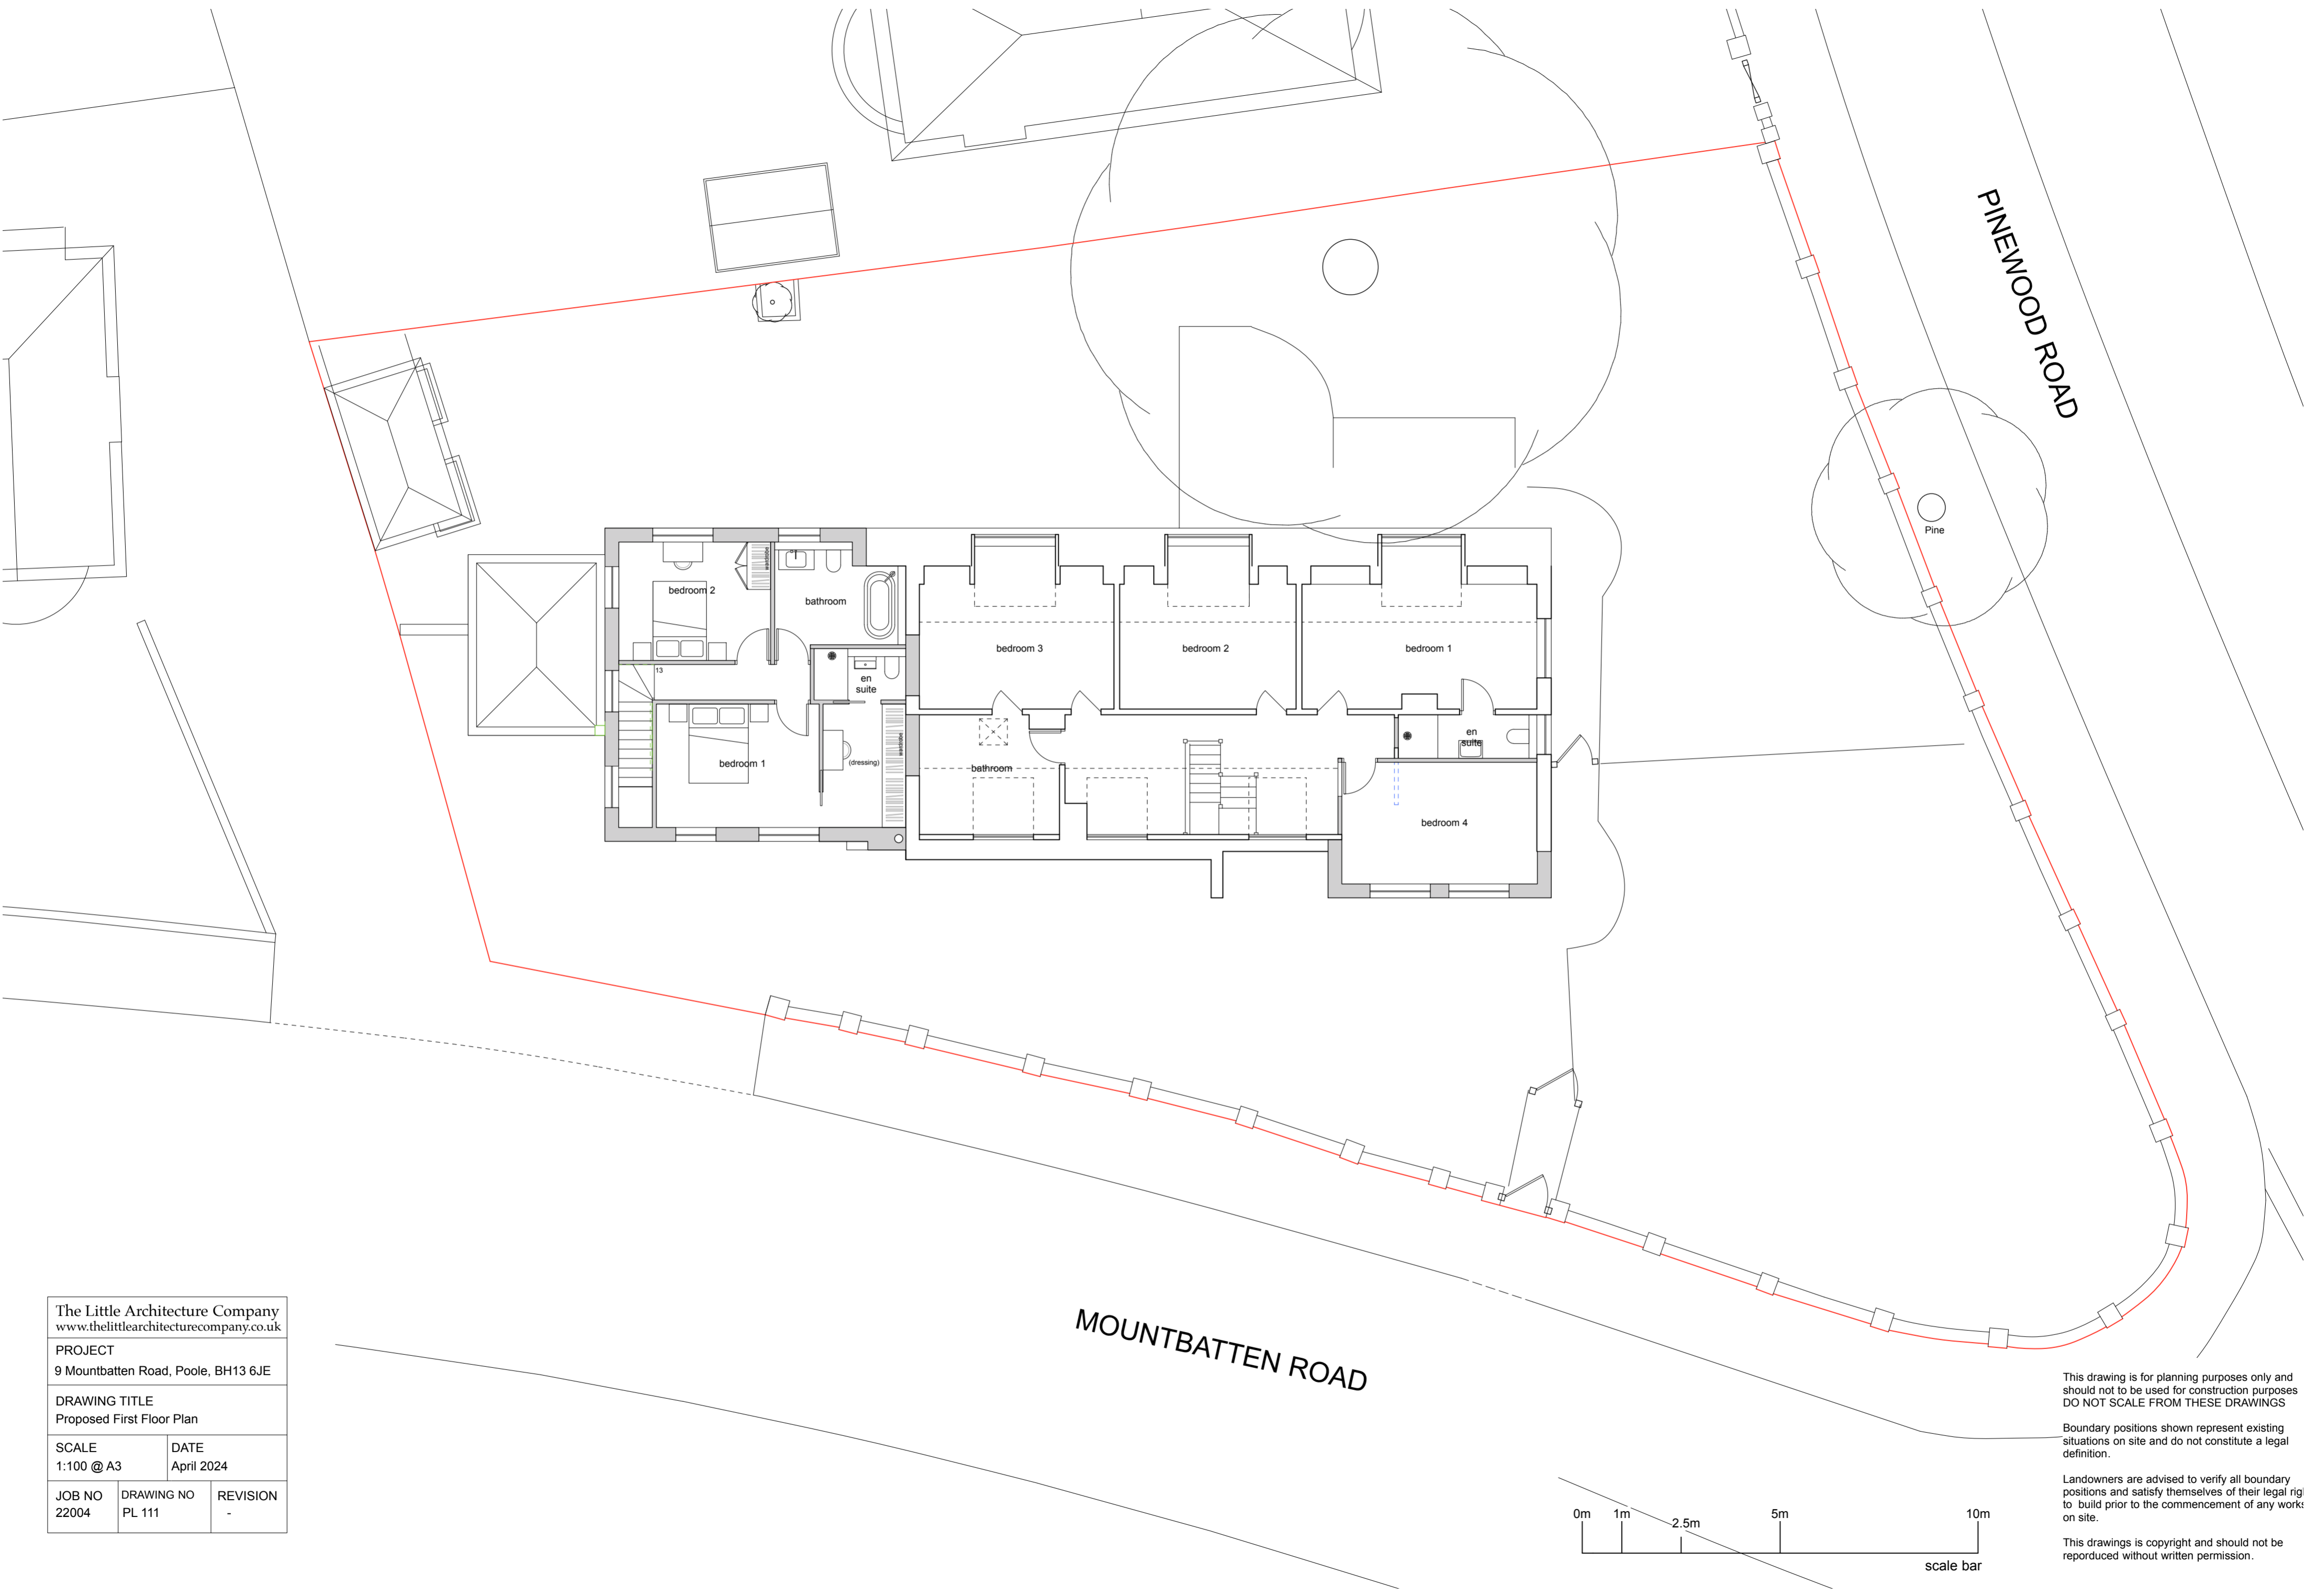 PINEWOOD ROAD
Pine
bedroom 2
wardrobe
bathroom
13
en
suite
bedroom 1
(dressing)
wardrobe
bedroom 3
bedroom 2
bedroom 1
bathroom
en
suite
bedroom 4
MOUNTBATTEN ROAD
The Little Architecture Company
www.thelittlearchitecturecompany.co.uk
PROJECT
9 Mountbatten Road, Poole, BH13 6JE
DRAWING TITLE
Proposed First Floor Plan
SCALE
1:100 @ A3
DATE
April 2024
JOB NO
22004
DRAWING NO
PL 111
REVISION
-
0m 1m 2.5m 5m 10m
scale bar
This drawing is for planning purposes only and
should not to be used for construction purposes
DO NOT SCALE FROM THESE DRAWINGS
Boundary positions shown represent existing
situations on site and do not constitute a legal
definition.
Landowners are advised to verify all boundary
positions and satisfy themselves of their legal
to build prior to the commencement of any works
on site.
This drawings is copyright and should not be
reporduced without written permission.